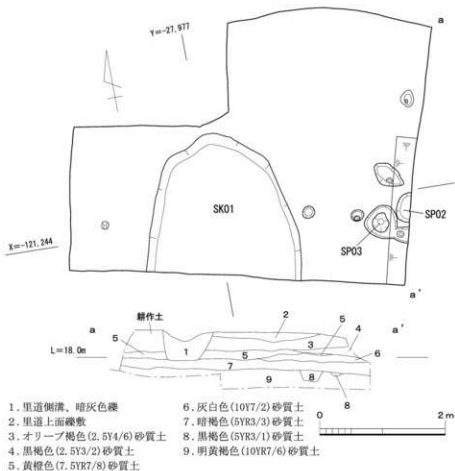 Y=-27,977
a
SK01
SP02
SP03
X=-121,244
a'
耕作土
a
2
5
a'
5
4
L=18.0m
1
3
5
6
7
9
8
8
1.里道側溝、暗灰色礫
2.里道上面礫敷
3.オリーブ褐色(2.5Y4/6)砂質土
4.黒褐色(2.5Y3/2)砂質土
5.黄橙色(7.5YR7/8)砂質土
6.灰白色(10Y7/2)砂質土
7.暗褐色(5YR3/3)砂質土
8.黒褐色(5YR3/1)砂質土
9.明黄褐色(10YR7/6)砂質土
0 2m